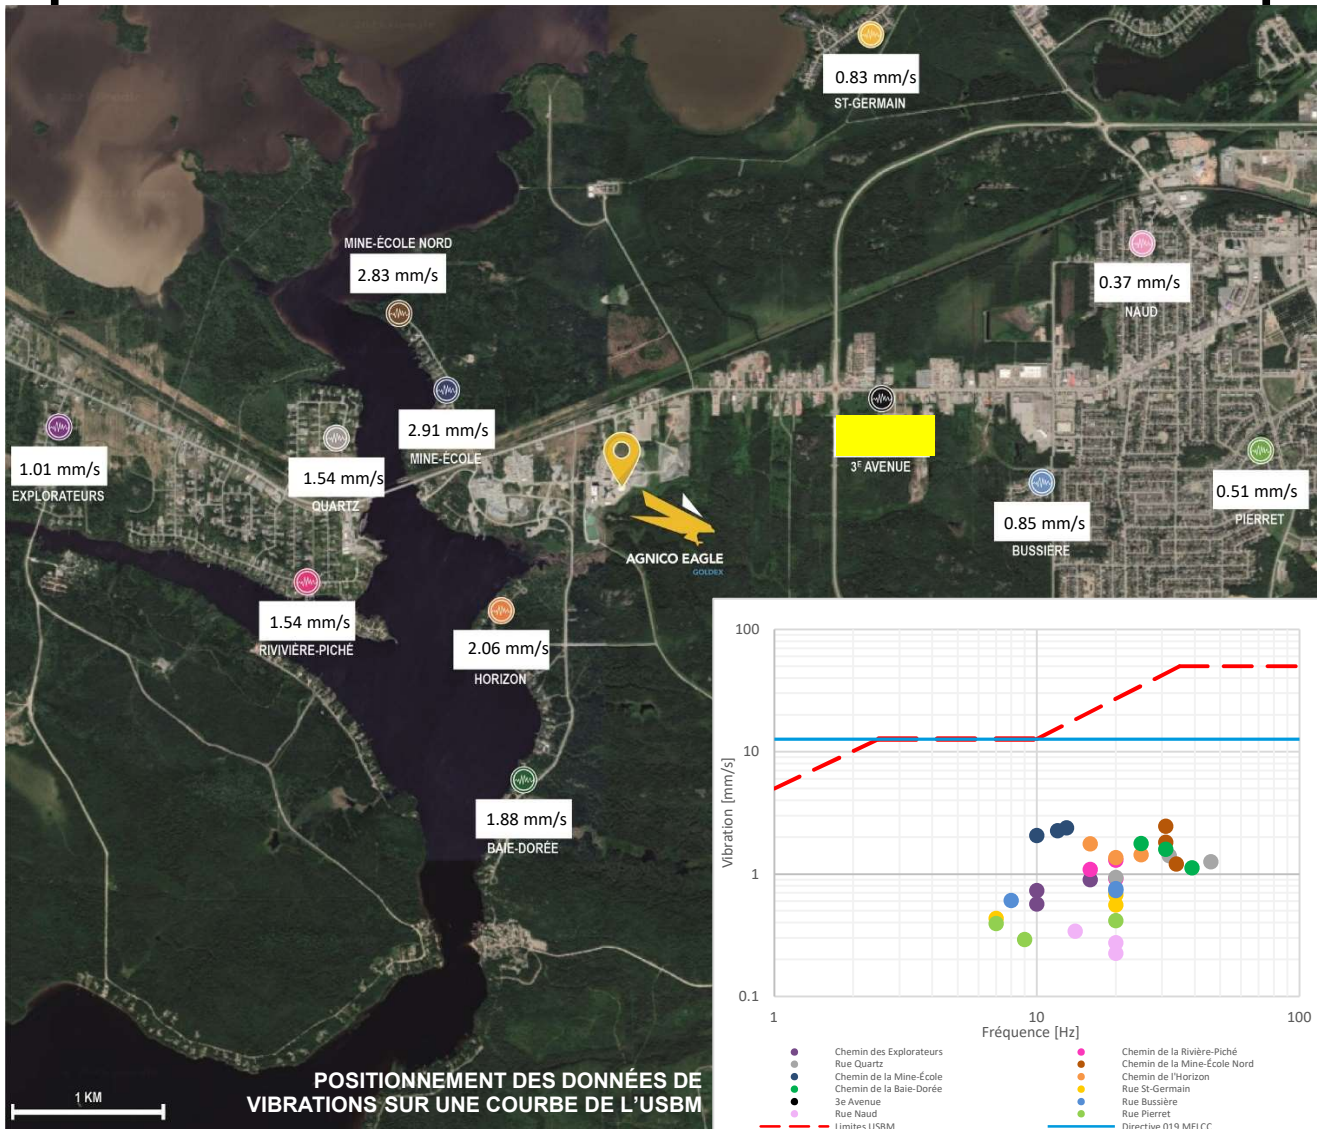 0.83 mm/s
ST-GERMAIN
MINE-ÉCOLE NORD
2.83 mm/s
0.37 mm/s
NAUD
2.91 mm/s
MINE-ÉCOLE
1.01 mm/s
EXPLORATEURS
1.54 mm/s
QUARTZ
3E AVENUE
0.51 mm/s
PIERRET
0.85 mm/s
BUSSIÈRE
AGNICO EAGLE
GOLDEX
1.54 mm/s
RIVIVIÈRE-PICHÉ
2.06 mm/s
HORIZON
1.88 mm/s
BAIE-DORÉE
100
10
1
0.1
Vibration [mm/s]
1
10
100
Fréquence [Hz]
Chemin des Explorateurs
Chemin de la Rivière-Piché
Rue Quartz
Chemin de la Mine-École Nord
Chemin de la Mine-École
Chemin de l'Horizon
Chemin de la Baie-Dorée
Rue St-Germain
3e Avenue
Rue Bussière
Rue Naud
Rue Pierret
Limites USBM
Directive 019 MELCC
1 KM
POSITIONNEMENT DES DONNÉES DE
VIBRATIONS SUR UNE COURBE DE L'USBM